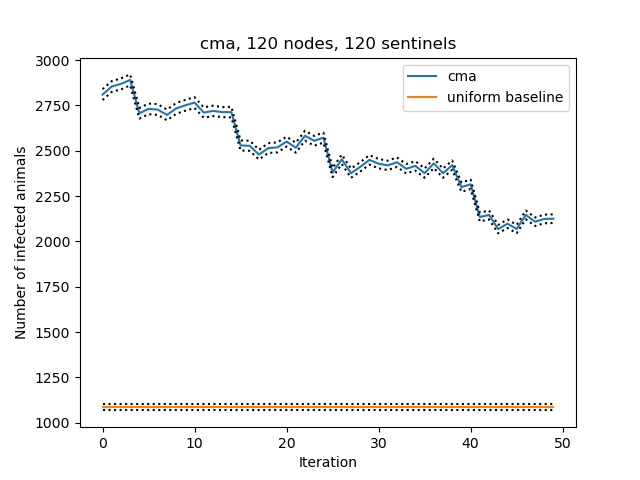 cma, 120 nodes, 120 sentinels
cma
uniform baseline
3000
2750
2500
2250
2000
1750
1500
1250
1000
Number of infected animals
0 10 20 30 40 50
Iteration